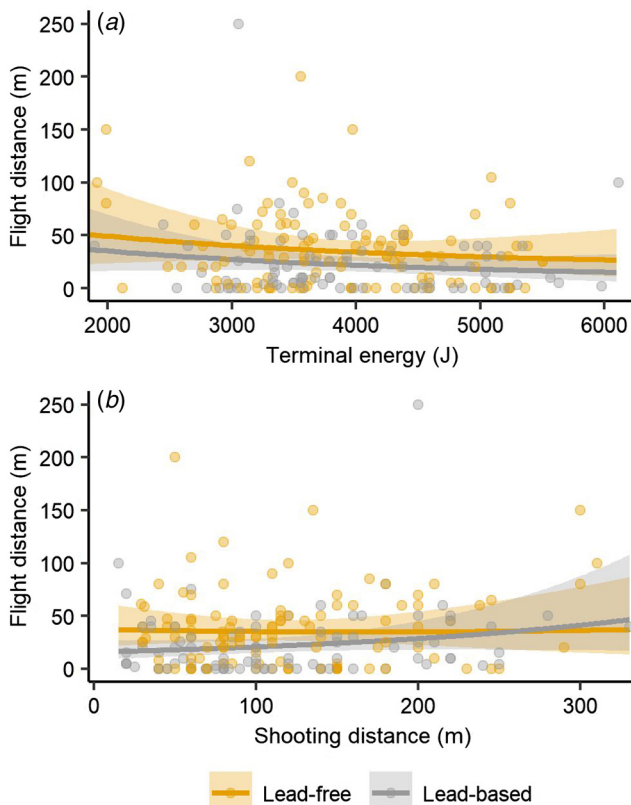 (a)
250
200
150
100
50
0
Flight distance (m)
2000 3000 4000 5000 6000
Terminal energy (J)
(b)
250
200
150
100
50
0
Flight distance (m)
0 100 200 300
Shooting distance (m)
Lead-free Lead-based